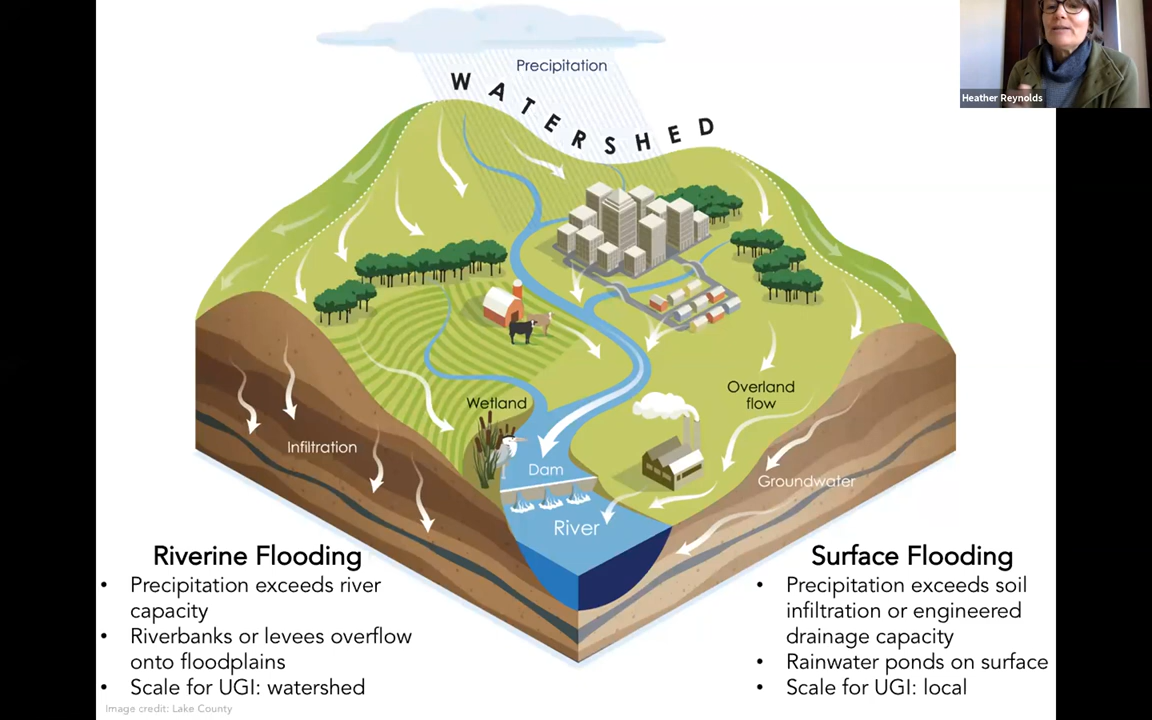 Precipitation
WATERSHED
Heather Reynolds
Wetland
Overland
flow
Infiltration
Dam
Groundwater
River
Riverine Flooding
• Precipitation exceeds river
capacity
• Riverbanks or levees overflow
onto floodplains
• Scale for UGI: watershed
Surface Flooding
• Precipitation exceeds soil
infiltration or engineered
drainage capacity
• Rainwater ponds on surface
• Scale for UGI: local
Image credit: Lake County